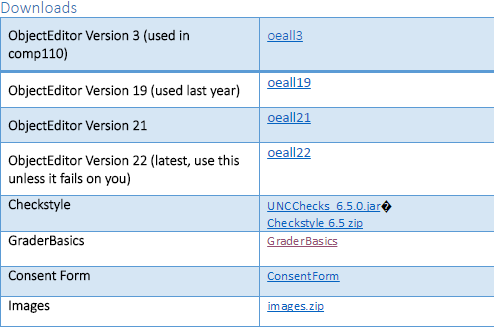 Downloads
ObjectEditor Version 3 (used in
comp110)
oeall3
ObjectEditor Version 19 (used last year)
oeall19
ObjectEditor Version 21
oeall21
ObjectEditor Version 22 (latest, use this
unless it fails on you)
oeall22
Checkstyle
UNCChecks_6.5.0.jar�
Checkstyle 6.5 zip
GraderBasics
GraderBasics
Consent Form
ConsentForm
Images
images.zip